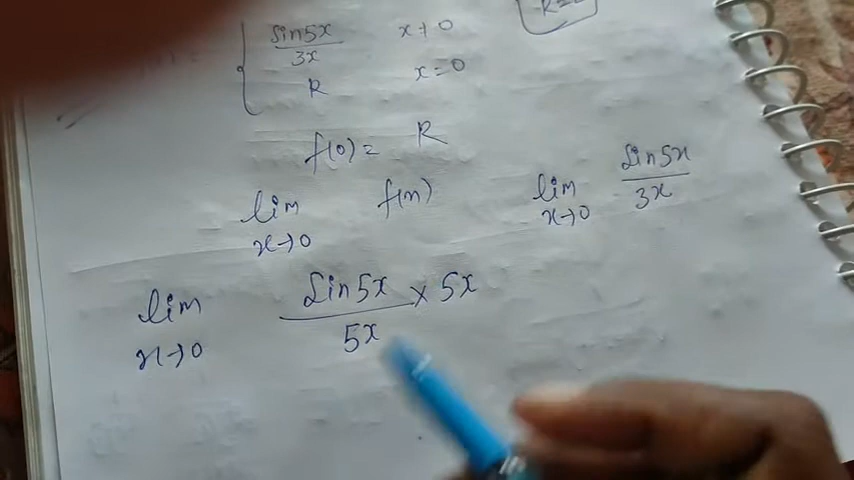 sin5x x≠0
3x
R x=0
f(0) = R
lim f(x) lim sin5x
x→0 x→0 3x
lim sin5x × 5x
x→0 5x